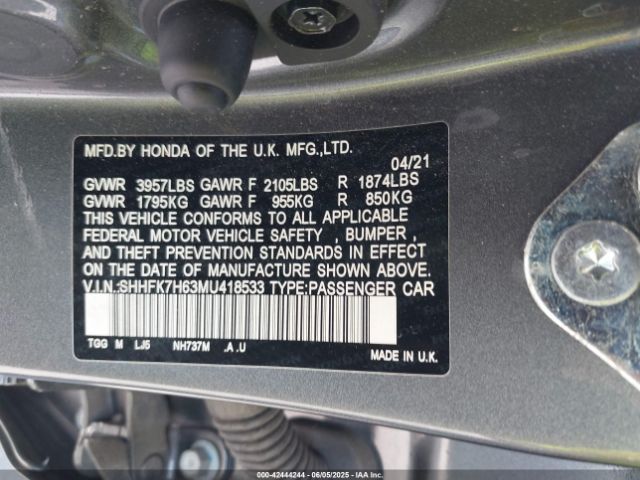 MFD.BY HONDA OF THE U.K. MFG.,LTD.
04/21
GVWR 3957LBS GAWR F 2105LBS R 1874LBS
GVWR 1795KG GAWR F 955KG R 850KG
THIS VEHICLE CONFORMS TO ALL APPLICABLE
FEDERAL MOTOR VEHICLE SAFETY , BUMPER ,
AND THEFT PREVENTION STANDARDS IN EFFECT
ON THE DATE OF MANUFACTURE SHOWN ABOVE.
V.I.N.:SHHFK7H63MU418533 TYPE:PASSENGER CAR
TGG M LJ5 NH737M .A .U
MADE IN U.K.
000-42444244 - 06/05/2025 - IAA Inc.